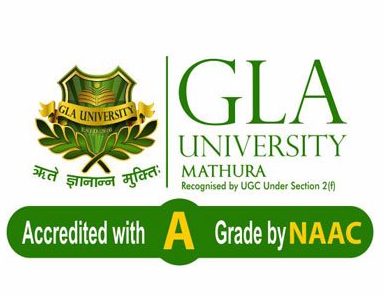 GLA UNIVERSITY
ऋते ज्ञानान्न मुक्तिः
GLA
UNIVERSITY
MATHURA
Recognised by UGC Under Section 2(f)
Accredited with A Grade by NAAC